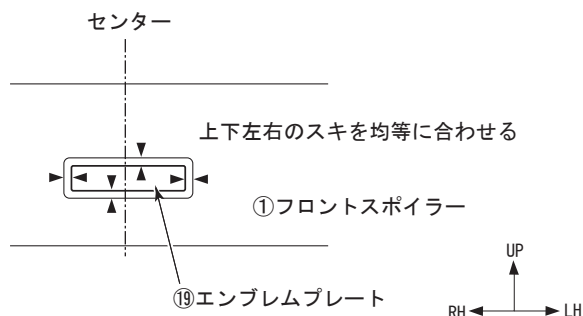 センター
上下左右のスキを均等に合わせる
①フロントスポイラー
⑲エンブレムプレート
UP
RH
LH